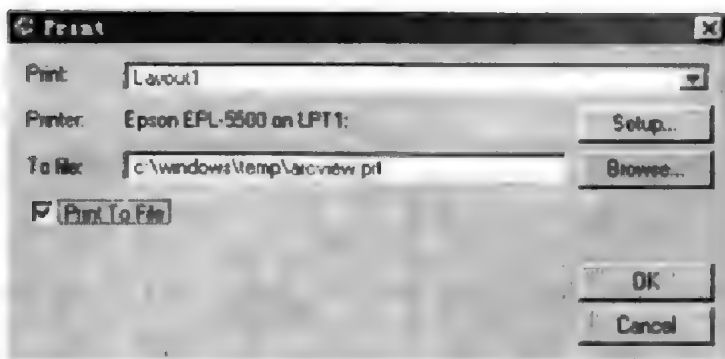 Print
Print: Layout1
Printer: Epson EPL-5500 on LPT1: Setup...
To file: c:\windows\temp\arcview.prt Browse...
Print To File
OK
Cancel